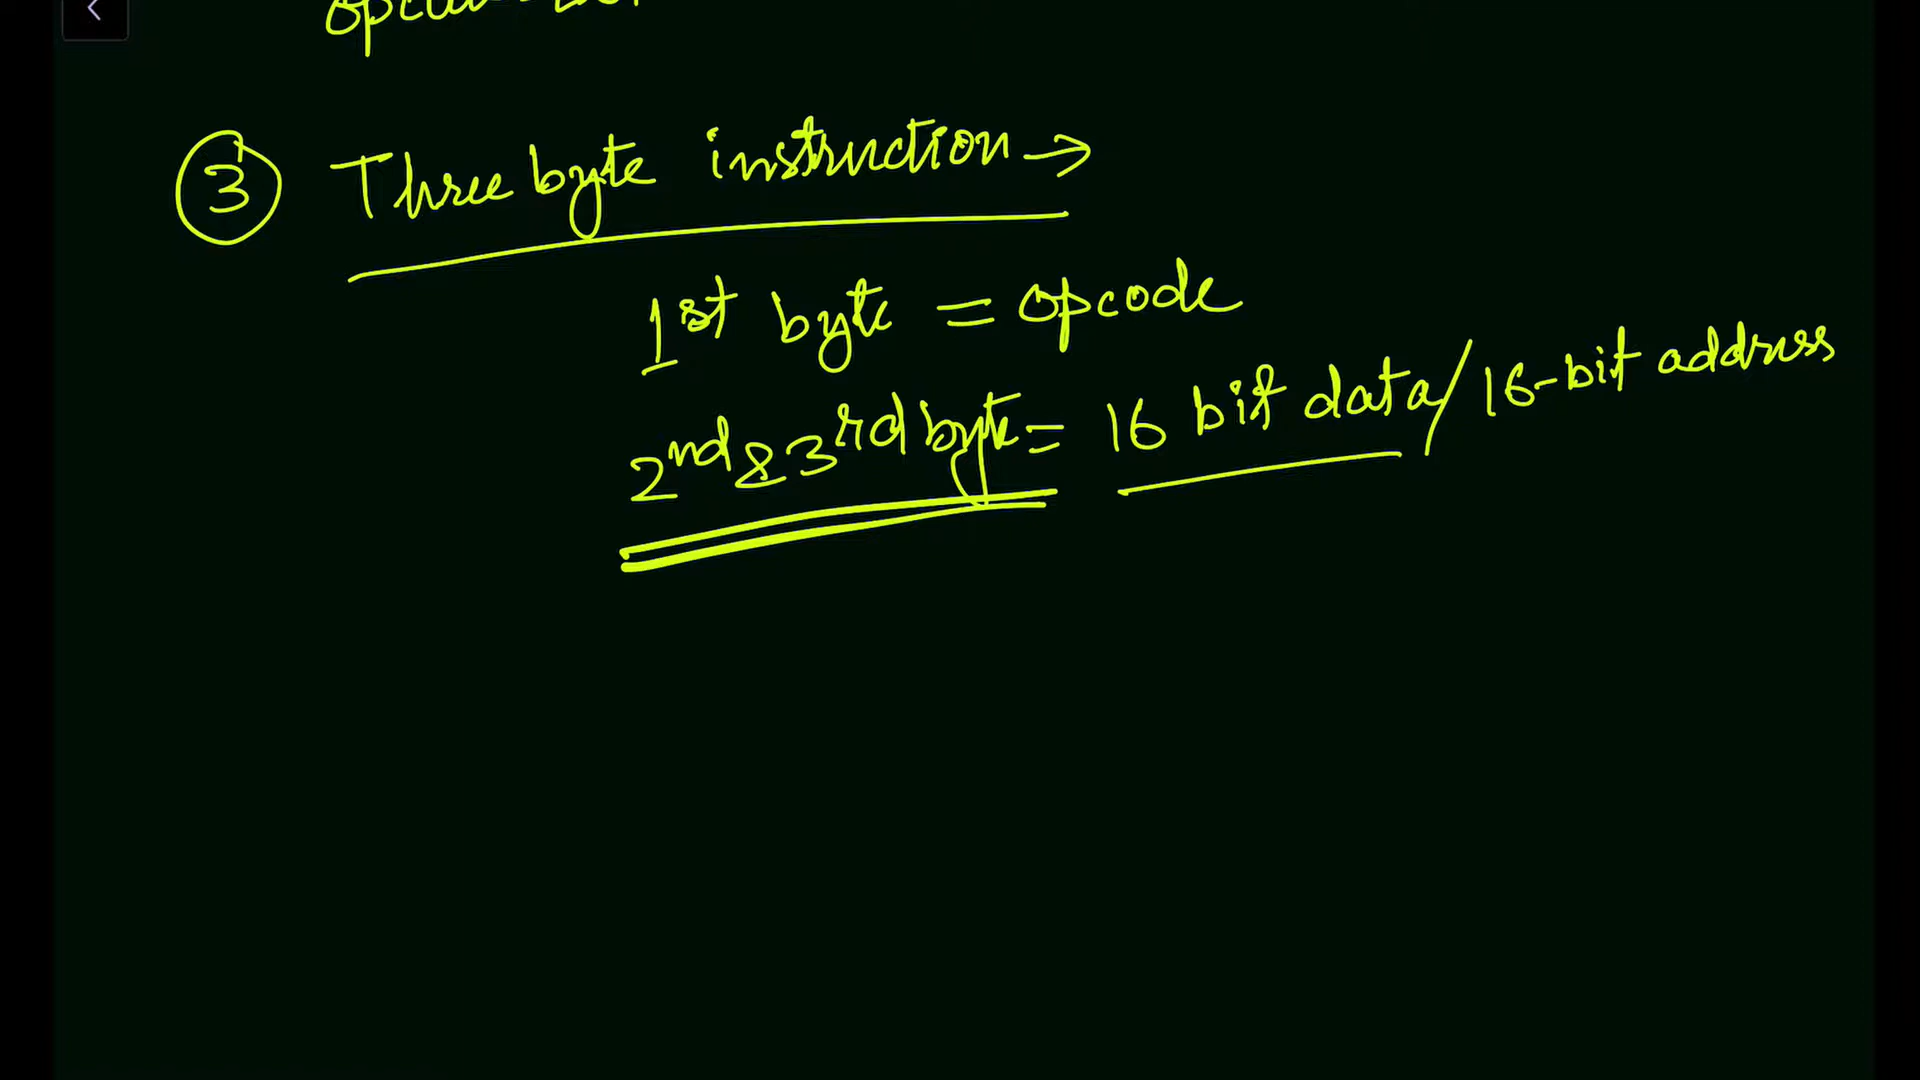 ③ Three byte instruction →
1st byte = opcode
2nd & 3rd byte = 16 bit data / 16-bit address